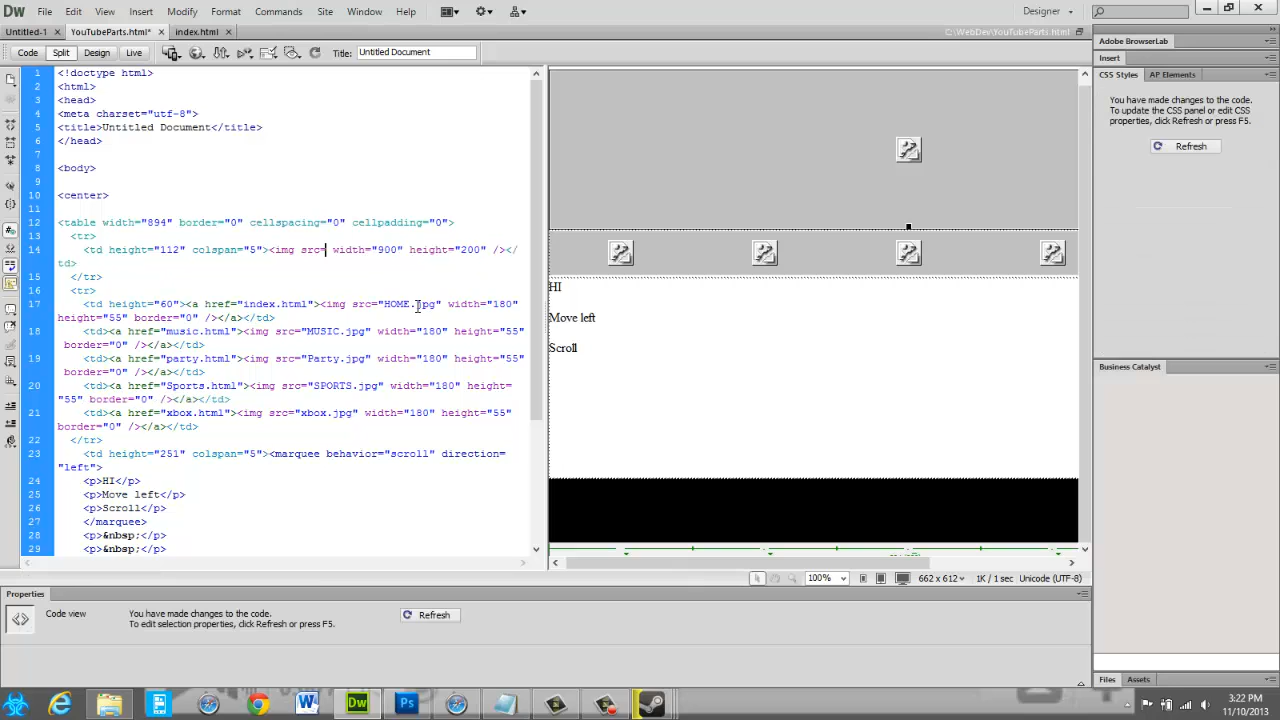 DW File Edit View Insert Modify Format Commands Site Window Help Designer
Untitled-1 × YouTubeParts.html* × index.html × C:\WebDev\YouTubeParts.html
Code Split Design Live Title: Untitled Document
1 <!doctype html>
2 <html>
3 <head>
4 <meta charset="utf-8">
5 <title>Untitled Document</title>
6 </head>
7
8 <body>
9
10 <center>
11
12 <table width="894" border="0" cellspacing="0" cellpadding="0">
13 <tr>
14 <td height="112" colspan="5"><img src= width="900" height="200" /></
td>
15 </tr>
16 <tr>
17 <td height="60"><a href="index.html"><img src="HOME.jpg" width="180"
height="55" border="0" /></a></td>
18 <td><a href="music.html"><img src="MUSIC.jpg" width="180" height="55"
border="0" /></a></td>
19 <td><a href="party.html"><img src="Party.jpg" width="180" height="55"
border="0" /></a></td>
20 <td><a href="Sports.html"><img src="SPORTS.jpg" width="180" height=
"55" border="0" /></a></td>
21 <td><a href="xbox.html"><img src="xbox.jpg" width="180" height="55"
border="0" /></a></td>
22 </tr>
23 <td height="251" colspan="5"><marquee behavior="scroll" direction=
"left">
24 <p>HI</p>
25 <p>Move left</p>
26 <p>Scroll</p>
27 </marquee>
28 <p>&nbsp;</p>
29 <p>&nbsp;</p>
HI
Move left
Scroll
100% 662 x 612 1K / 1 sec Unicode (UTF-8)
Adobe BrowserLab
Insert
CSS Styles AP Elements
You have made changes to the code.
To update the CSS panel or edit CSS
properties, click Refresh or press F5.
Refresh
Business Catalyst
Files Assets
Properties
Code view You have made changes to the code.
To edit selection properties, click Refresh or press F5.
Refresh
W Dw Ps
3:22 PM
11/10/2013